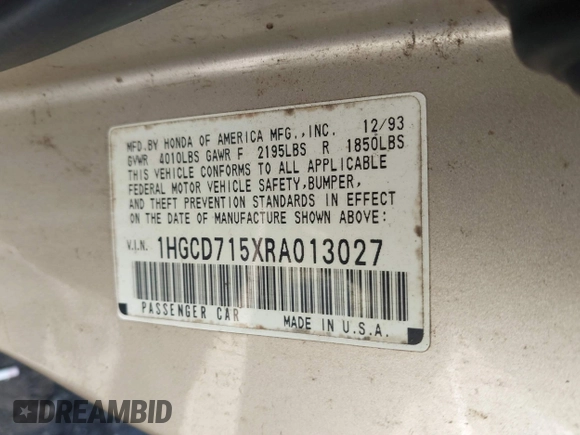 MFD.BY HONDA OF AMERICA MFG.,INC. 12/93
GVWR 4010LBS GAWR F 2195LBS R 1850LBS
THIS VEHICLE CONFORMS TO ALL APPLICABLE
FEDERAL MOTOR VEHICLE SAFETY,BUMPER,
AND THEFT PREVENTION STANDARDS IN EFFECT
ON THE DATE OF MANUFACTURE SHOWN ABOVE:
V.I.N. 1HGCD715XRA013027
PASSENGER CAR MADE IN U.S.A.
DREAMBID